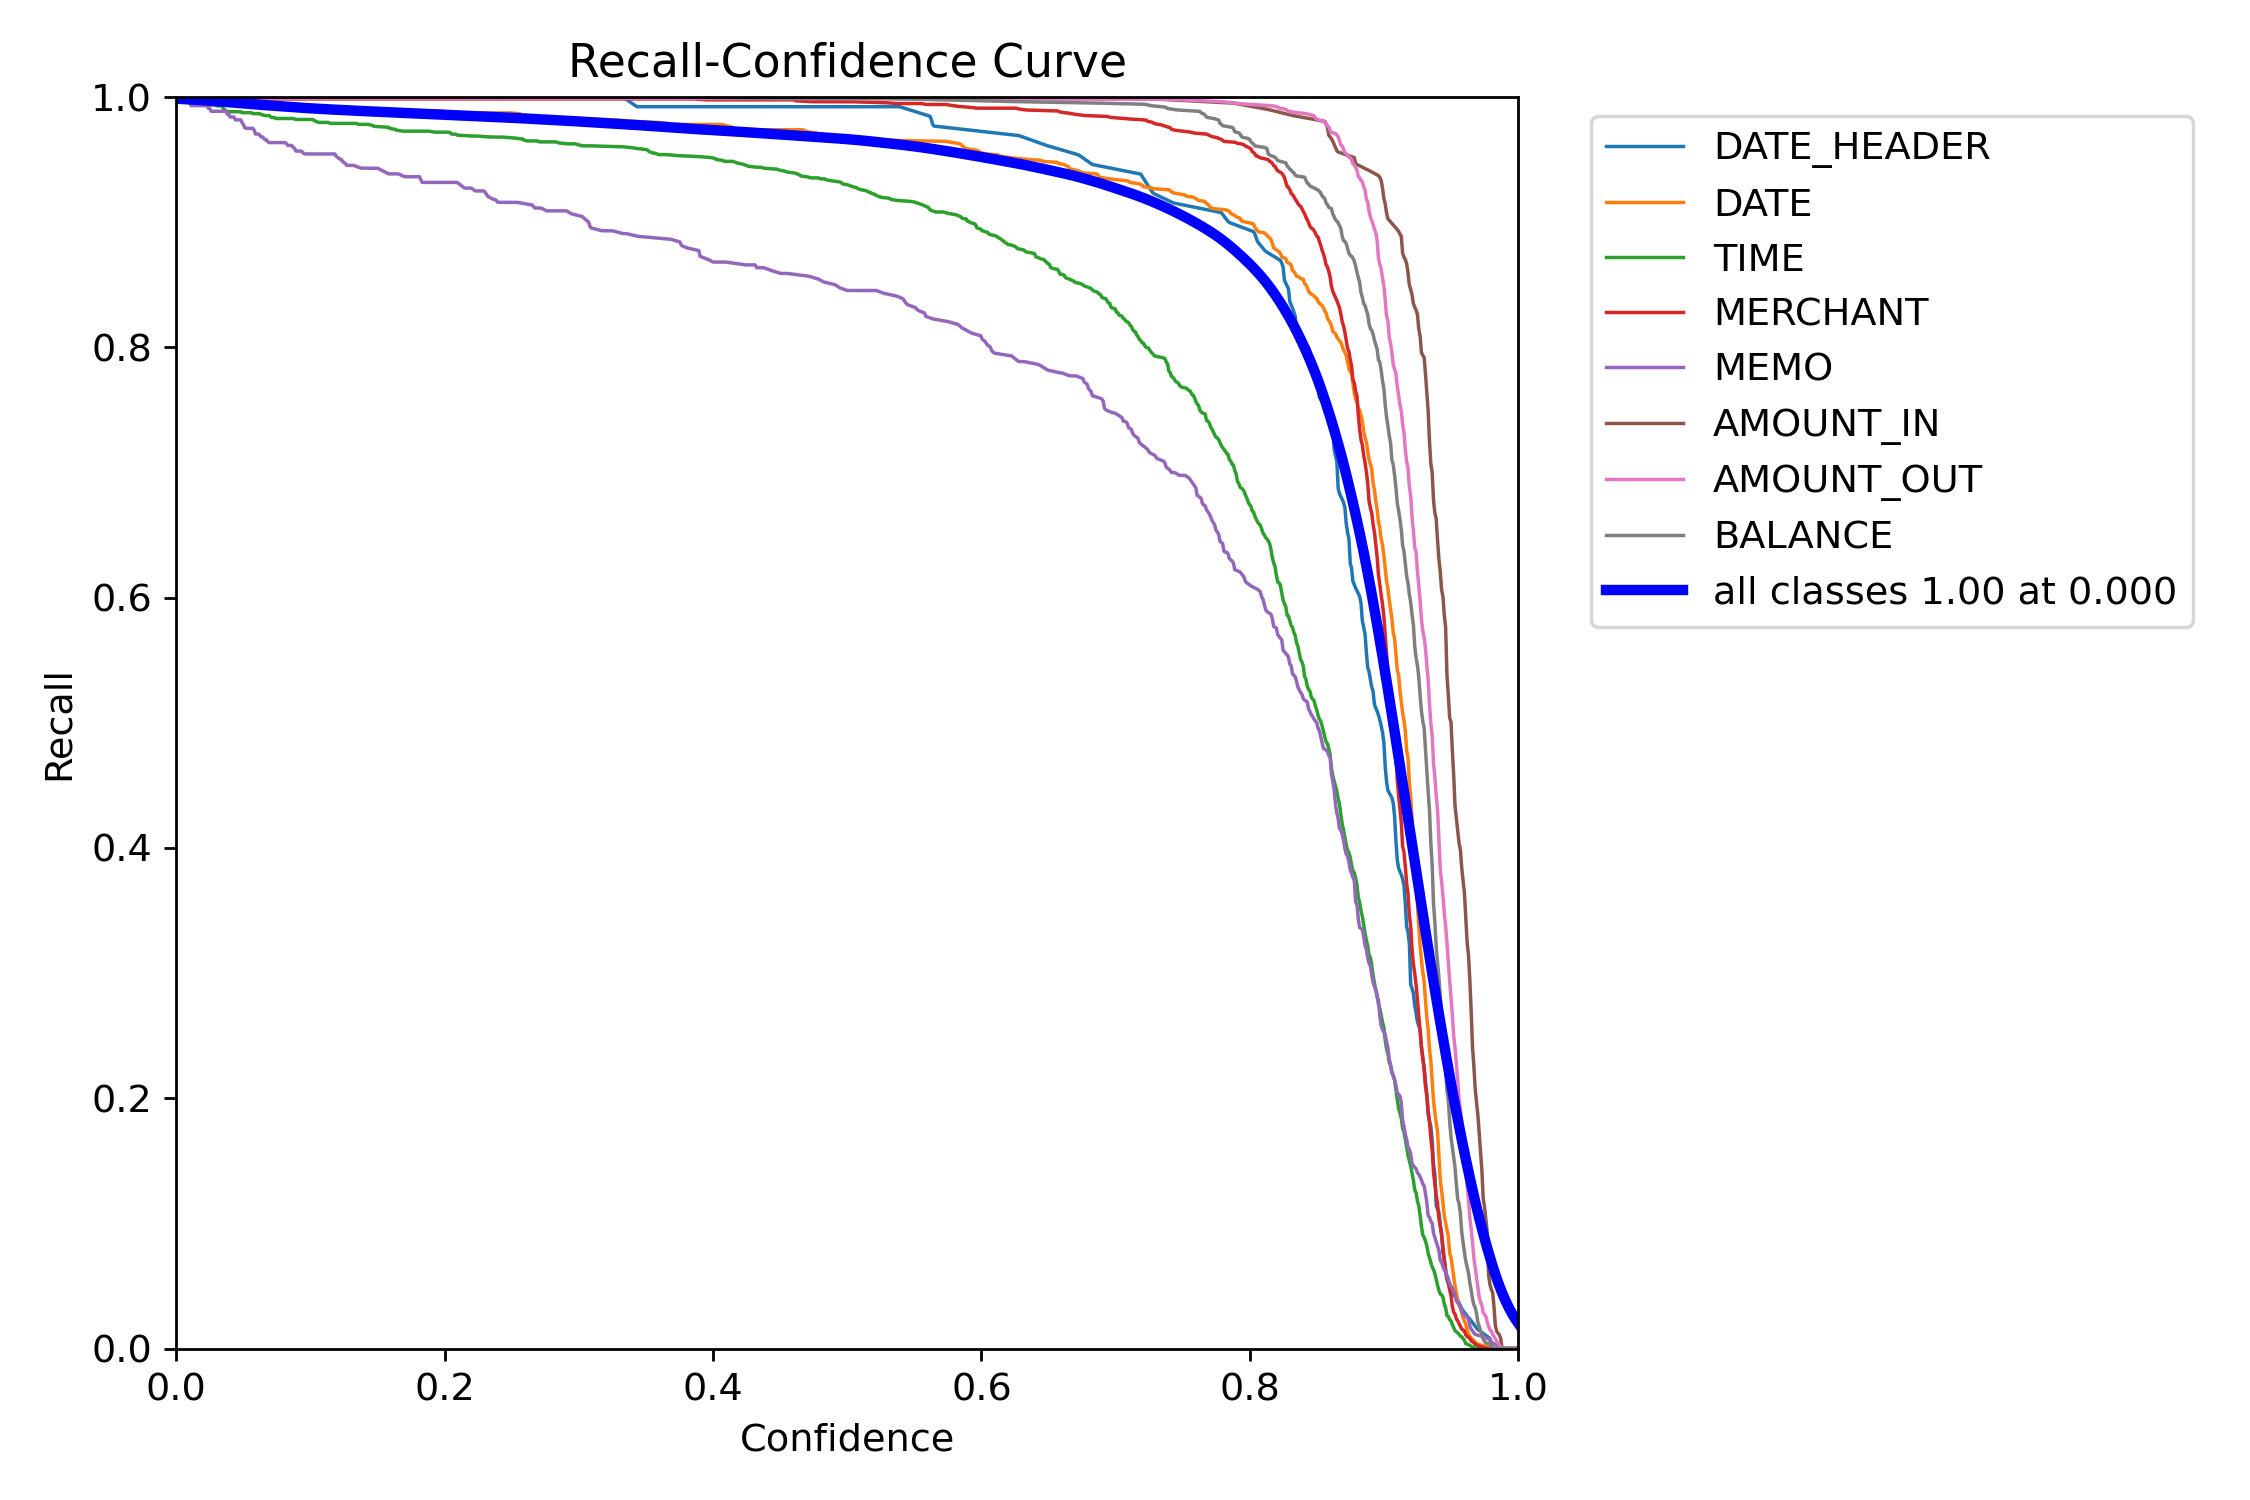 Recall-Confidence Curve
1.0
0.8
0.6
0.4
0.2
0.0
Recall
0.0 0.2 0.4 0.6 0.8 1.0
Confidence
DATE_HEADER
DATE
TIME
MERCHANT
MEMO
AMOUNT_IN
AMOUNT_OUT
BALANCE
all classes 1.00 at 0.000